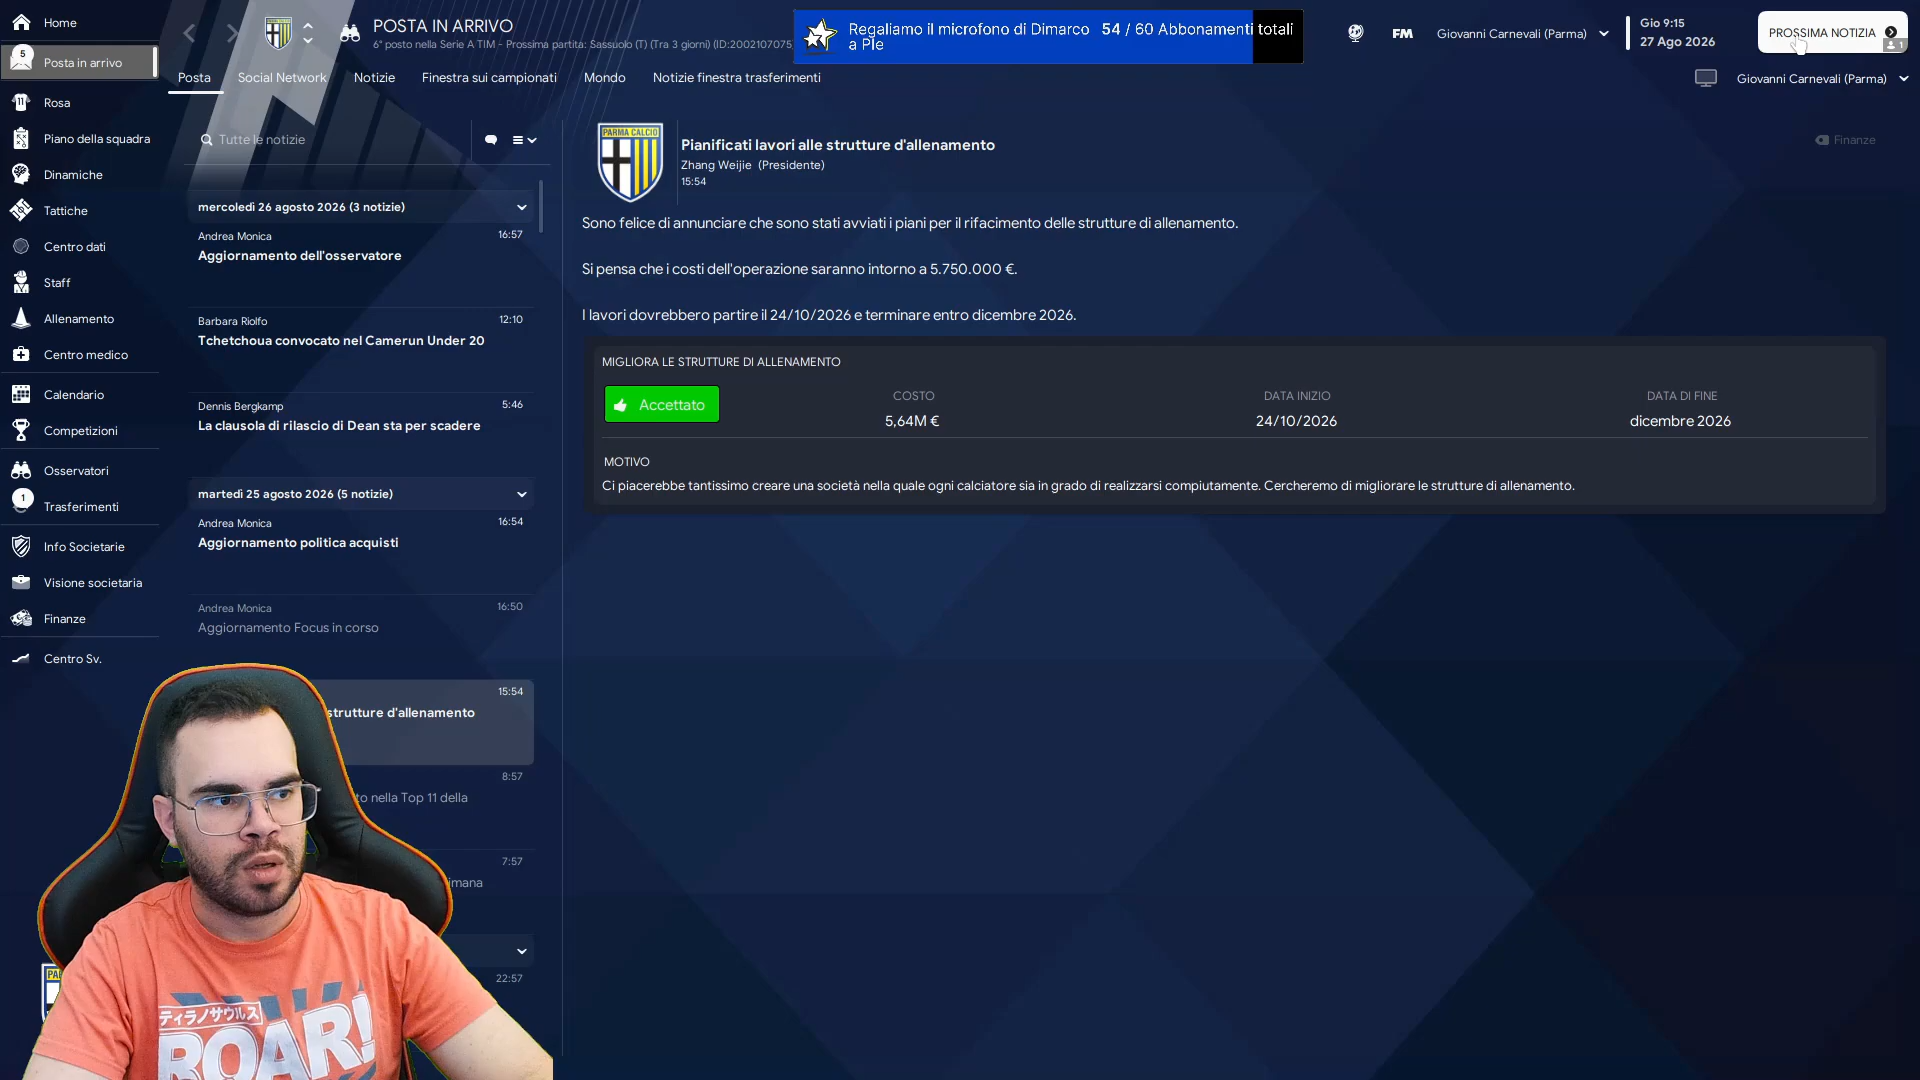 Home
5
Posta in arrivo
Rosa
Piano della squadra
Dinamiche
Tattiche
Centro dati
Staff
Allenamento
Centro medico
Calendario
Competizioni
Osservatori
1
Trasferimenti
Info Societarie
Visione societaria
Finanze
Centro Sv.
POSTA IN ARRIVO
6° posto nella Serie A TIM - Prossima partita: Sassuolo (T) (Tra 3 giorni) (ID:2002107075)
Regaliamo il microfono di Dimarco 54 / 60 Abbonamenti totali
a Pie
FM
Giovanni Carnevali (Parma)
Gio 9:15
27 Ago 2026
PROSSIMA NOTIZIA
1
Posta
Social Network
Notizie
Finestra sui campionati
Mondo
Notizie finestra trasferimenti
Giovanni Carnevali (Parma)
Tutte le notizie
mercoledì 26 agosto 2026 (3 notizie)
Andrea Monica 16:57
Aggiornamento dell'osservatore
Barbara Riolfo 12:10
Tchetchoua convocato nel Camerun Under 20
Dennis Bergkamp 5:46
La clausola di rilascio di Dean sta per scadere
martedì 25 agosto 2026 (5 notizie)
Andrea Monica 16:54
Aggiornamento politica acquisti
Andrea Monica 16:50
Aggiornamento Focus in corso
15:54
strutture d'allenamento
8:57
to nella Top 11 della
7:57
imana
22:57
PARMA CALCIO
Pianificati lavori alle strutture d'allenamento
Zhang Weijie (Presidente)
15:54
Finanze
Sono felice di annunciare che sono stati avviati i piani per il rifacimento delle strutture di allenamento.
Si pensa che i costi dell'operazione saranno intorno a 5.750.000 €.
I lavori dovrebbero partire il 24/10/2026 e terminare entro dicembre 2026.
MIGLIORA LE STRUTTURE DI ALLENAMENTO
Accettato
COSTO
5,64M €
DATA INIZIO
24/10/2026
DATA DI FINE
dicembre 2026
MOTIVO
Ci piacerebbe tantissimo creare una società nella quale ogni calciatore sia in grado di realizzarsi compiutamente. Cercheremo di migliorare le strutture di allenamento.
PA
ティラノサウルス
ROAR!